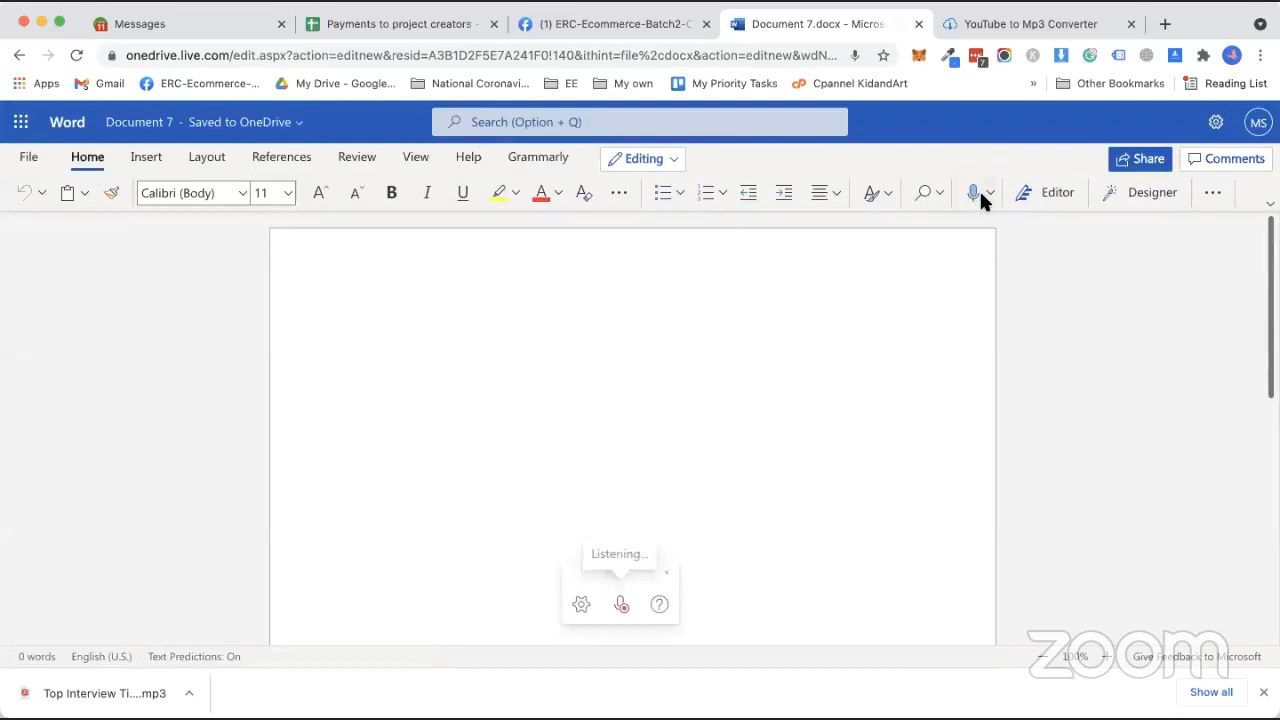 Messages
Payments to project creators -
(1) ERC-Ecommerce-Batch2-C
Document 7.docx - Micros
YouTube to Mp3 Converter
onedrive.live.com/edit.aspx?action=editnew&resid=A3B1D2F5E7A241F0!140&ithint=file%2cdocx&action=editnew&wdN...
7
Apps
Gmail
ERC-Ecommerce-...
My Drive - Google...
National Coronavi...
EE
My own
My Priority Tasks
cP Cpannel KidandArt
»
Other Bookmarks
Reading List
Word
Document 7 - Saved to OneDrive
Search (Option + Q)
MS
File
Home
Insert
Layout
References
Review
View
Help
Grammarly
Editing
Share
Comments
Calibri (Body)
11
B
I
U
Editor
Designer
Listening...
0 words
English (U.S.)
Text Predictions: On
100%
Give Feedback to Microsoft
zoom
Top Interview Ti....mp3
Show all